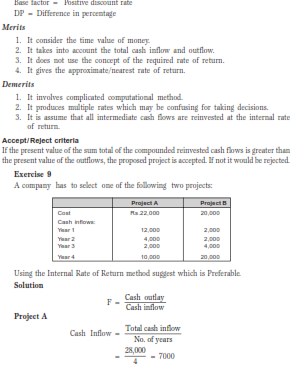 Base factor = Positive discount rate
DP = Difference in percentage
Merits
1. It consider the time value of money.
2. It takes into account the total cash inflow and outflow.
3. It does not use the concept of the required rate of return.
4. It gives the approximate/nearest rate of return.
Demerits
1. It involves complicated computational method.
2. It produces multiple rates which may be confusing for taking decisions.
3. It is assume that all intermediate cash flows are reinvested at the internal rate
of return.
Accept/Reject criteria
If the present value of the sum total of the compounded reinvested cash flows is greater than
the present value of the outflows, the proposed project is accepted. If not it would be rejected.
Exercise 9
A company has to select one of the following two projects:
Project A Project B
Cost Rs.22,000 20,000
Cash inflows:
Year 1 12,000 2,000
Year 2 4,000 2,000
Year 3 2,000 4,000
Year 4 10,000 20,000
Using the Internal Rate of Return method suggest which is Preferable.
Solution
F = Cash outlay
Cash inflow
Project A
Cash Inflow = Total cash inflow
No. of years
= 28,000
4
= 7000